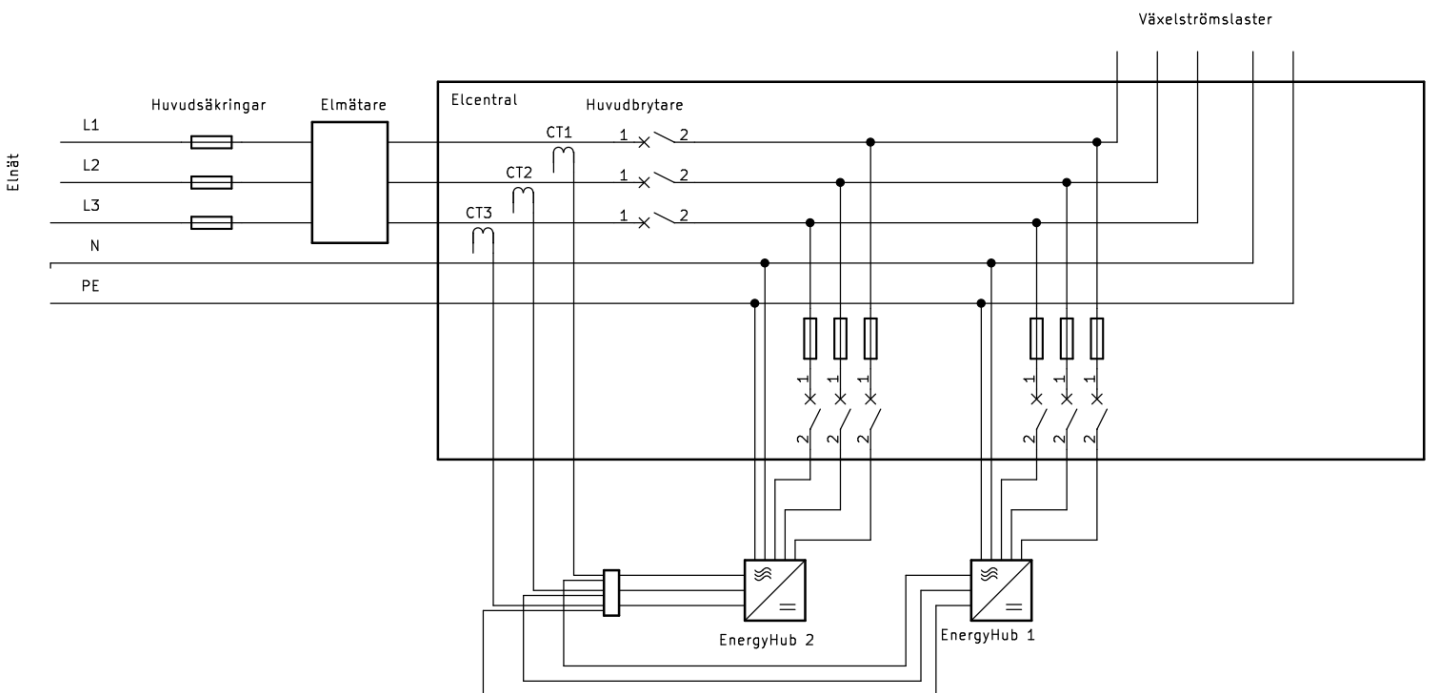 Växelströmslaster
Elcentral
Huvudsäkringar
Elmätare
Huvudbrytare
Elnät
L1
CT1
1
2
L2
CT2
1
2
L3
CT3
1
2
N
PE
1
1
1
1
1
1
2
2
2
2
2
2
EnergyHub 2
EnergyHub 1